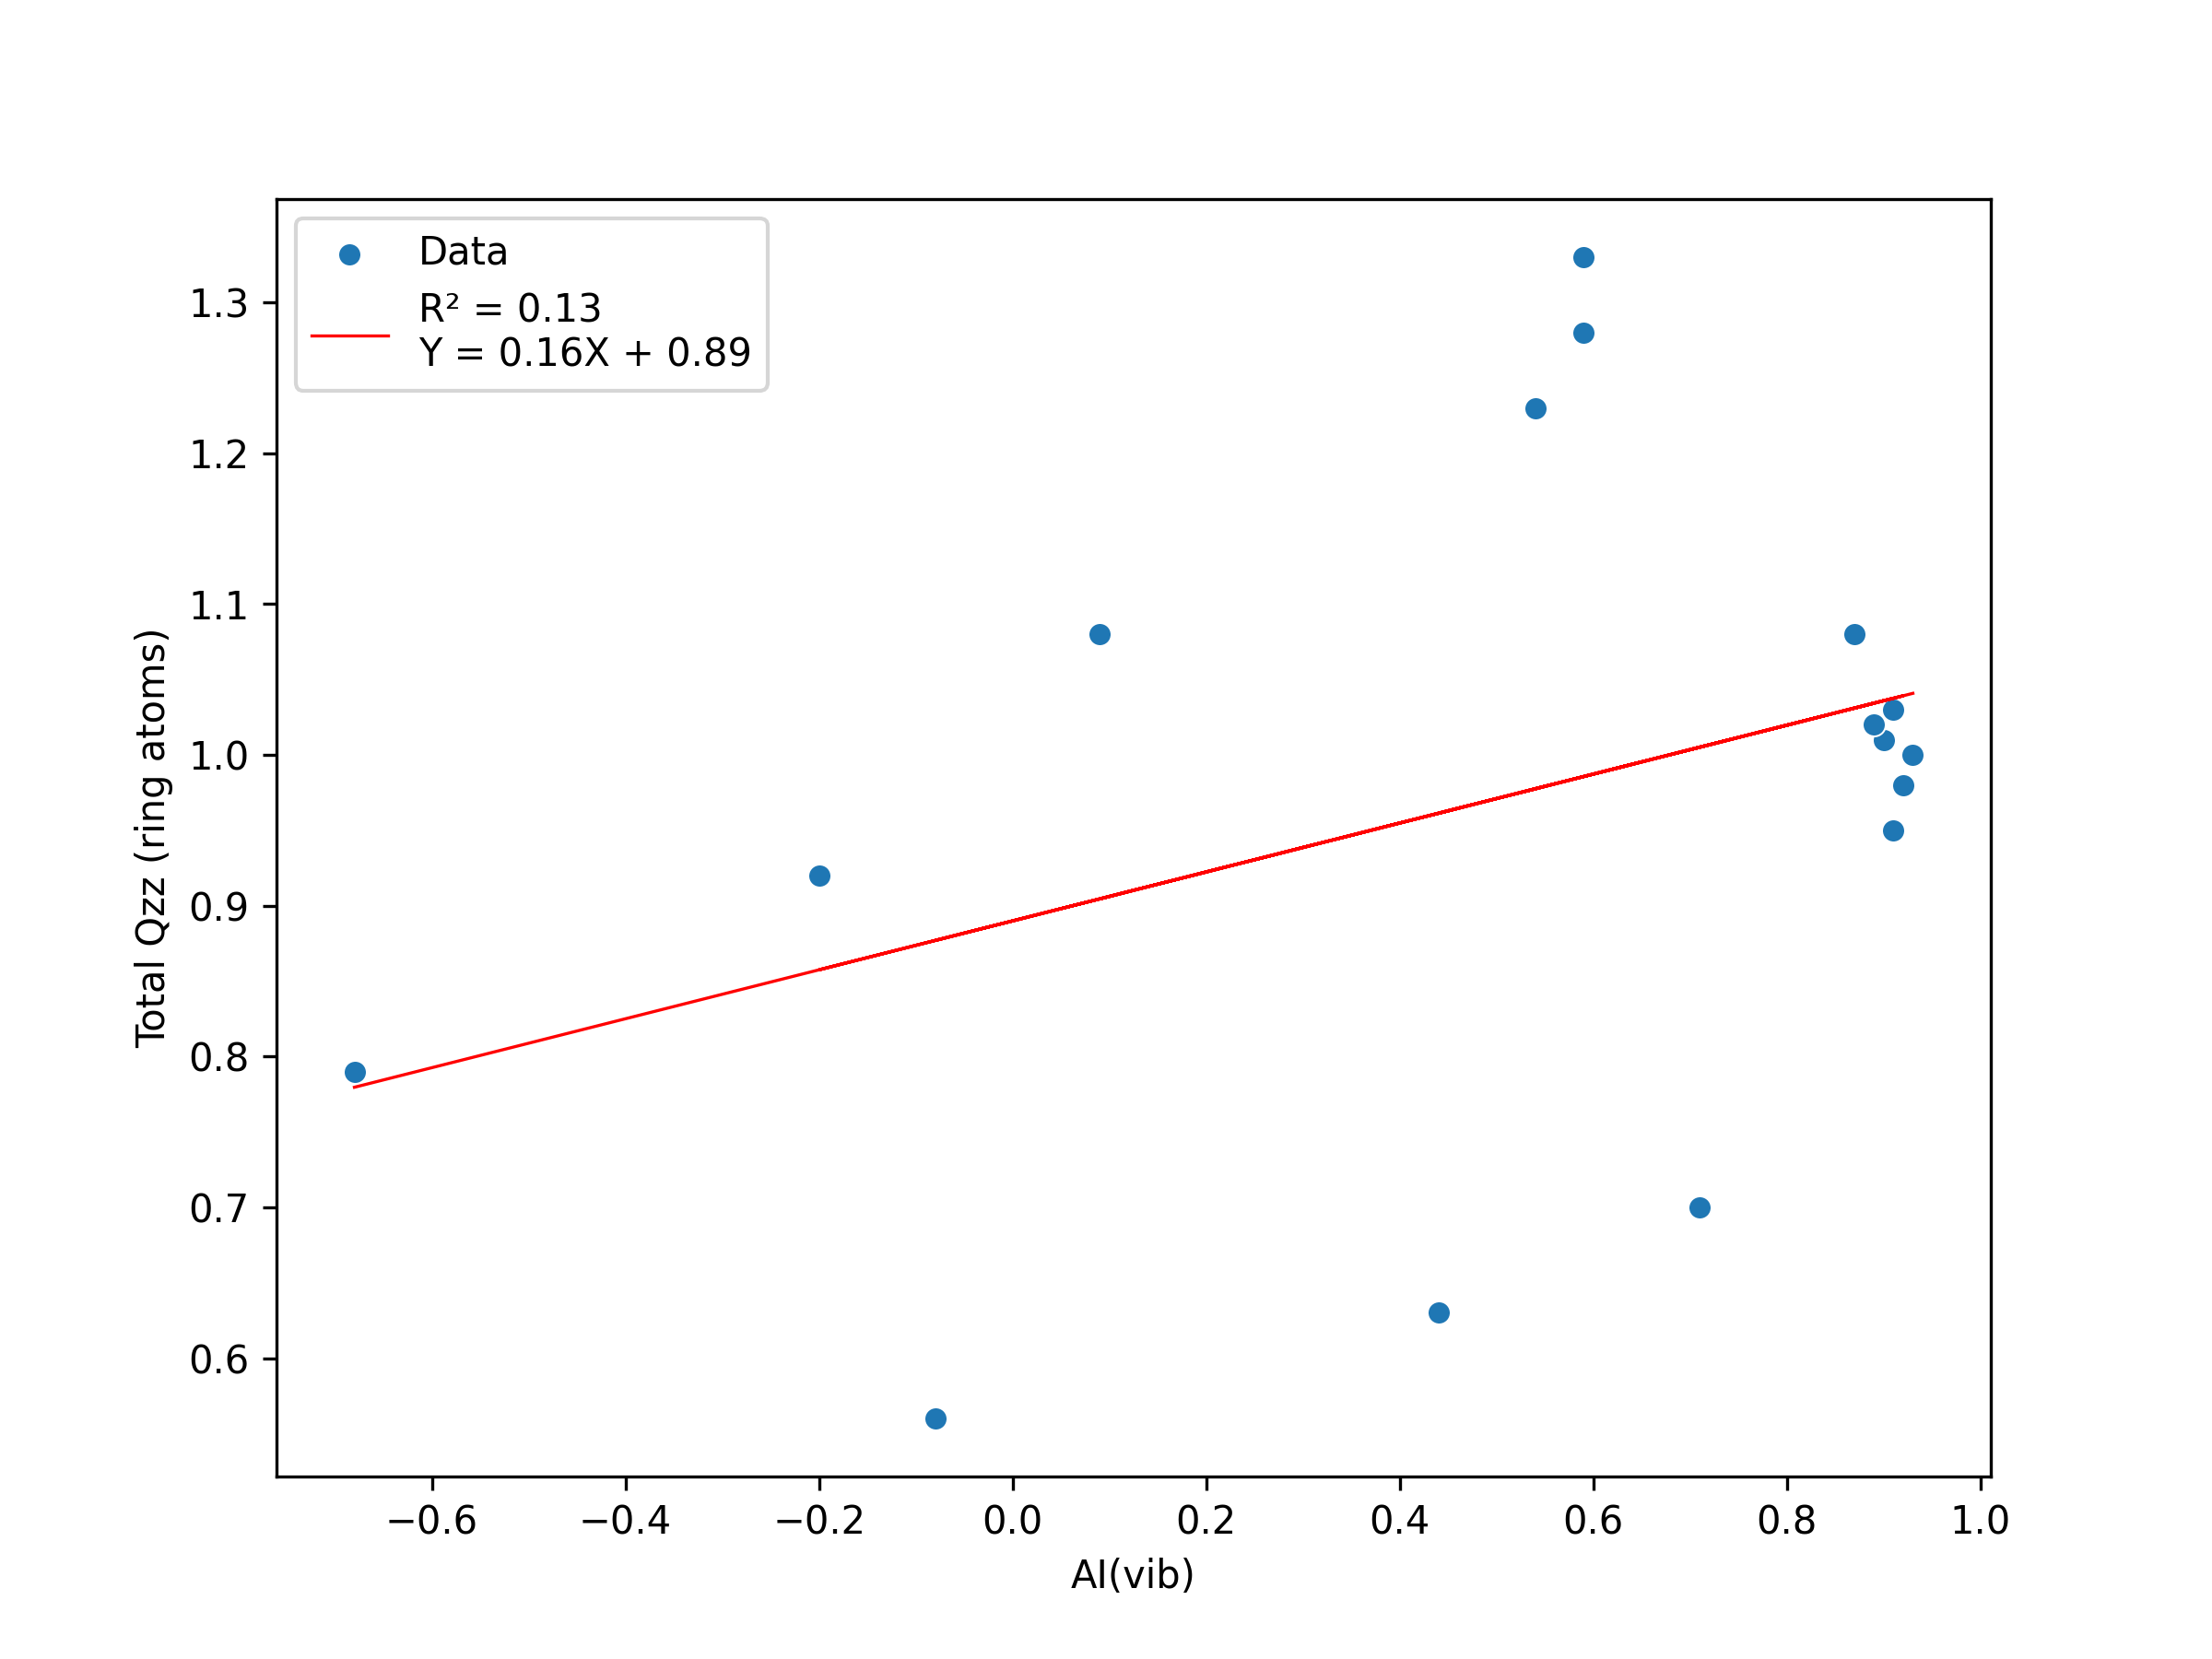 Data
R² = 0.13
Y = 0.16X + 0.89
1.3
1.2
1.1
1.0
0.9
0.8
0.7
0.6
Total Qzz (ring atoms)
−0.6 −0.4 −0.2 0.0 0.2 0.4 0.6 0.8 1.0
AI(vib)